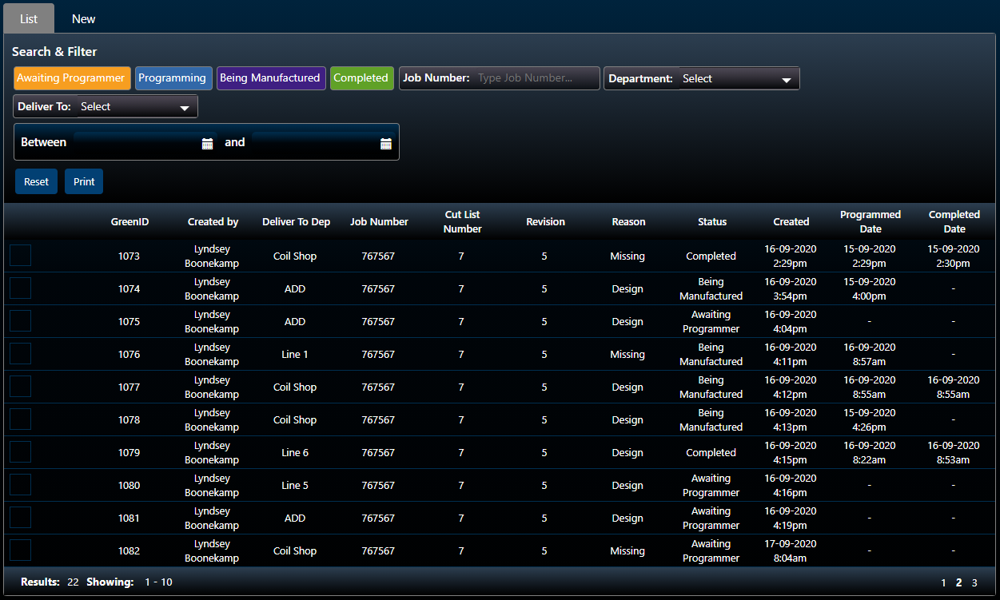 List New
Search & Filter
Awaiting Programmer Programming Being Manufactured Completed Job Number: Type Job Number... Department: Select
Deliver To: Select
Between and
Reset Print
GreenID Created by Deliver To Dep Job Number Cut List Number Revision Reason Status Created Programmed Date Completed Date
1073 Lyndsey Boonekamp Coil Shop 767567 7 5 Missing Completed 16-09-2020 2:29pm 15-09-2020 2:29pm 15-09-2020 2:30pm
1074 Lyndsey Boonekamp ADD 767567 7 5 Design Being Manufactured 16-09-2020 3:54pm 15-09-2020 4:00pm -
1075 Lyndsey Boonekamp ADD 767567 7 5 Design Awaiting Programmer 16-09-2020 4:04pm - -
1076 Lyndsey Boonekamp Line 1 767567 7 5 Missing Being Manufactured 16-09-2020 4:11pm 16-09-2020 8:57am -
1077 Lyndsey Boonekamp Coil Shop 767567 7 5 Design Being Manufactured 16-09-2020 4:12pm 16-09-2020 8:55am 16-09-2020 8:55am
1078 Lyndsey Boonekamp Coil Shop 767567 7 5 Design Being Manufactured 16-09-2020 4:13pm 15-09-2020 4:26pm -
1079 Lyndsey Boonekamp Line 6 767567 7 5 Design Completed 16-09-2020 4:15pm 16-09-2020 8:22am 16-09-2020 8:53am
1080 Lyndsey Boonekamp Line 5 767567 7 5 Design Awaiting Programmer 16-09-2020 4:16pm - -
1081 Lyndsey Boonekamp ADD 767567 7 5 Design Awaiting Programmer 16-09-2020 4:19pm - -
1082 Lyndsey Boonekamp Coil Shop 767567 7 5 Missing Awaiting Programmer 17-09-2020 8:04am - -
Results: 22 Showing: 1 - 10 1 2 3